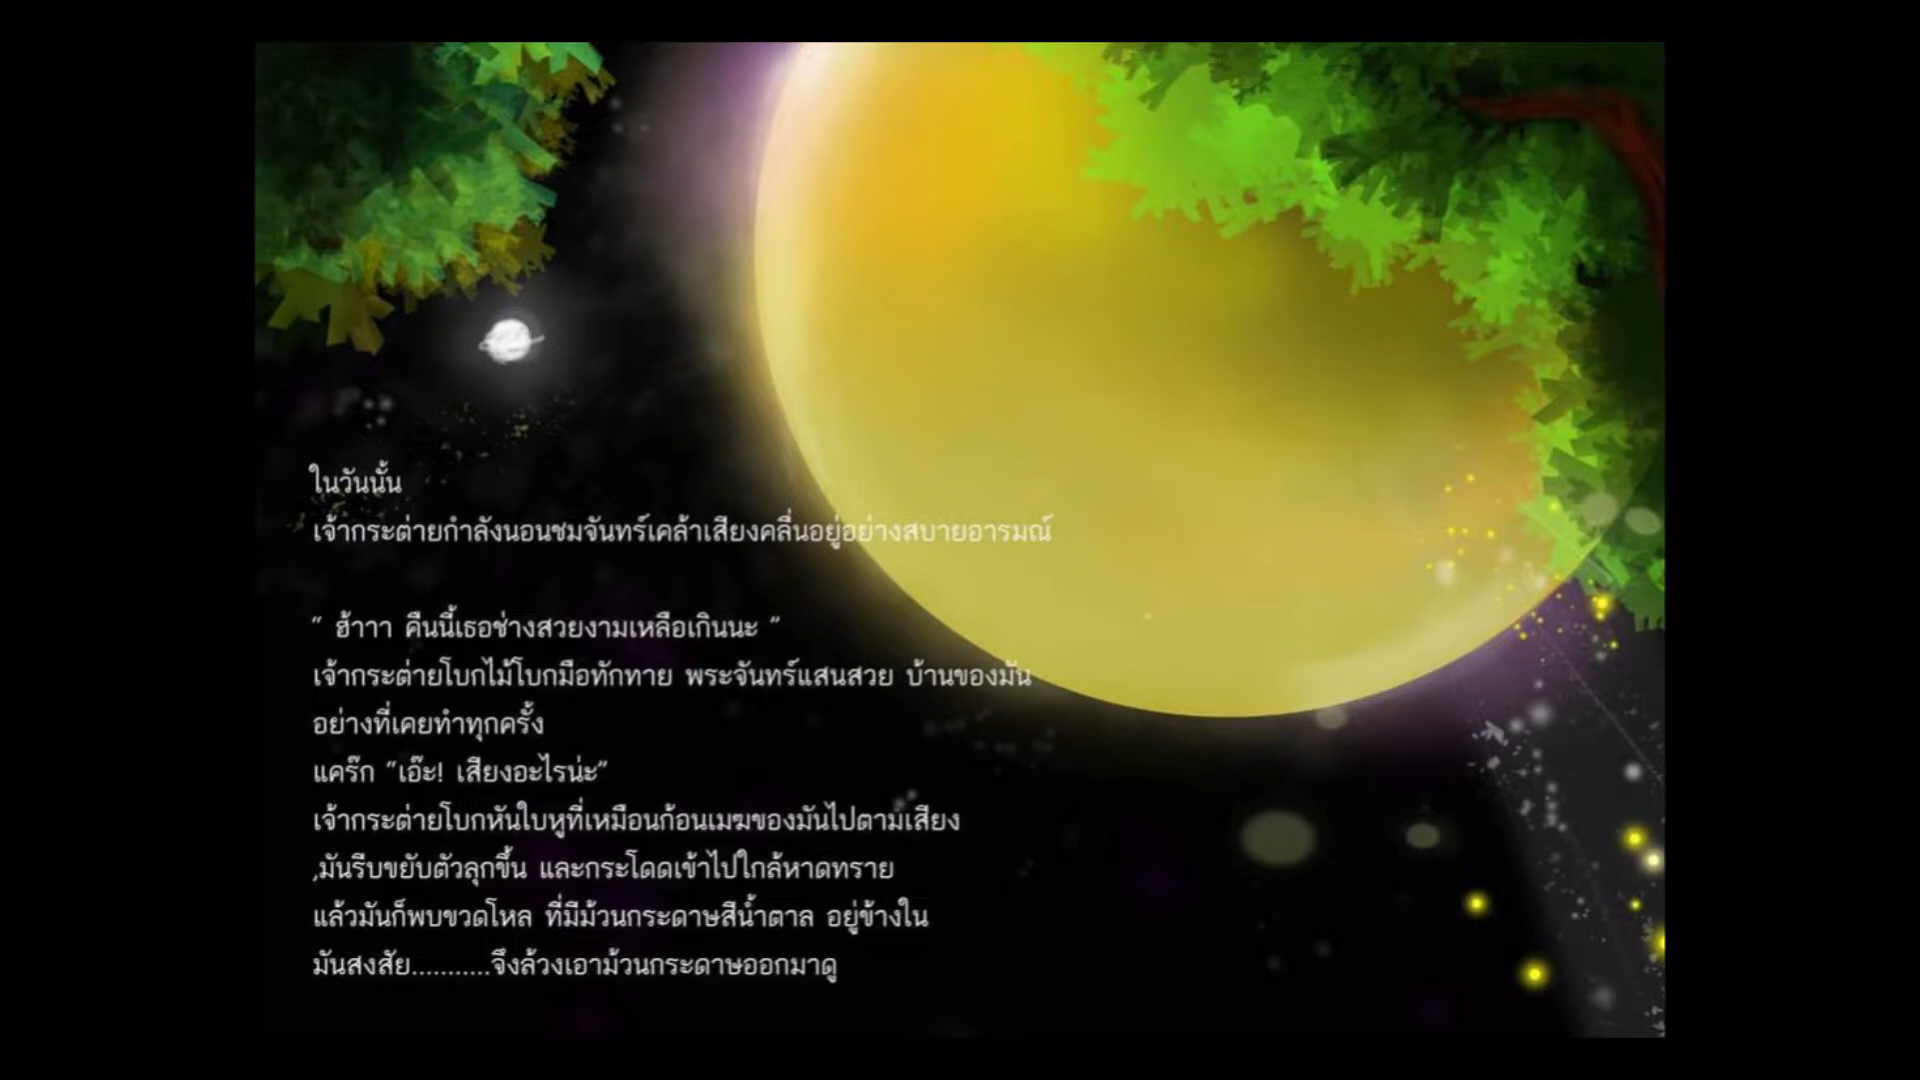 ในวันนั้น
เจ้ากระต่ายกำลังนอนชมจันทร์เคล้าเสียงคลื่นอยู่อย่างสบายอารมณ์
" ฮ้าาา คืนนี้เธอช่างสวยงามเหลือเกินนะ "
เจ้ากระต่ายโบกไม้โบกมือทักทาย พระจันทร์แสนสวย บ้านของมัน
อย่างที่เคยทำทุกครั้ง
แคร๊ก "เอ๊ะ! เสียงอะไรน่ะ"
เจ้ากระต่ายโบกหันใบหูที่เหมือนก้อนเมฆของมันไปตามเสียง
,มันรีบขยับตัวลุกขึ้น และกระโดดเข้าไปใกล้หาดทราย
แล้วมันก็พบขวดโหล ที่มีม้วนกระดาษสีน้ำตาล อยู่ข้างใน
มันสงสัย...........จึงล้วงเอาม้วนกระดาษออกมาดู